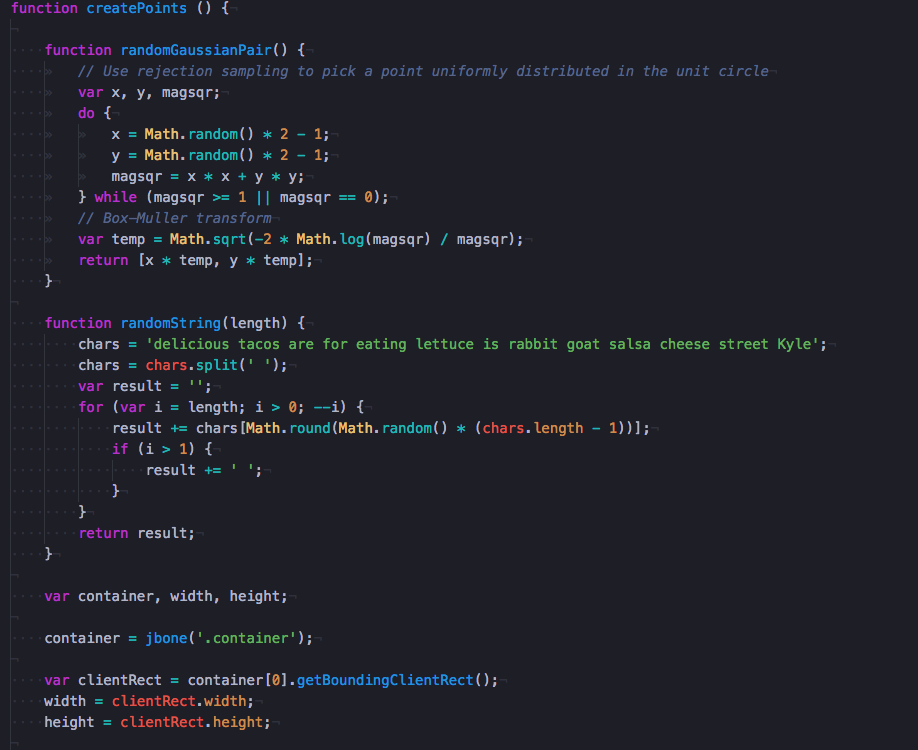 function createPoints () {
function randomGaussianPair() {
// Use rejection sampling to pick a point uniformly distributed in the unit circle
var x, y, magsqr;
do {
x = Math.random() * 2 - 1;
y = Math.random() * 2 - 1;
magsqr = x * x + y * y;
} while (magsqr >= 1 || magsqr == 0);
// Box–Muller transform
var temp = Math.sqrt(-2 * Math.log(magsqr) / magsqr);
return [x * temp, y * temp];
}
function randomString(length) {
chars = 'delicious tacos are for eating lettuce is rabbit goat salsa cheese street Kyle';
chars = chars.split(' ');
var result = '';
for (var i = length; i > 0; --i) {
result += chars[Math.round(Math.random() * (chars.length - 1))];
if (i > 1) {
result += ' ';
}
}
return result;
}
var container, width, height;
container = jbone('.container');
var clientRect = container[0].getBoundingClientRect();
width = clientRect.width;
height = clientRect.height;